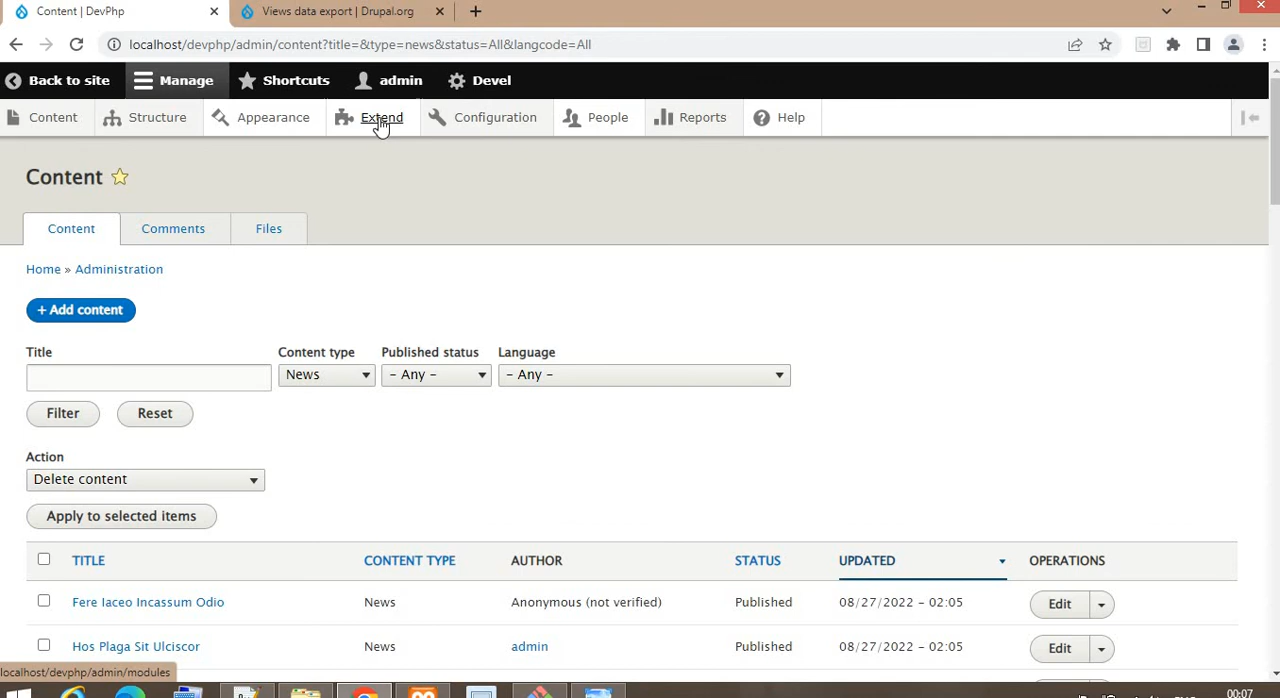 Content | DevPhp
Views data export | Drupal.org
localhost/devphp/admin/content?title=&type=news&status=All&langcode=All
Back to site Manage Shortcuts admin Devel
Content Structure Appearance Extend Configuration People Reports Help
Content
Content Comments Files
Home » Administration
+ Add content
Title Content type Published status Language
News - Any - - Any -
Filter Reset
Action
Delete content
Apply to selected items
TITLE CONTENT TYPE AUTHOR STATUS UPDATED OPERATIONS
Fere Iaceo Incassum Odio News Anonymous (not verified) Published 08/27/2022 - 02:05 Edit
Hos Plaga Sit Ulciscor News admin Published 08/27/2022 - 02:05 Edit
localhost/devphp/admin/modules
00:07